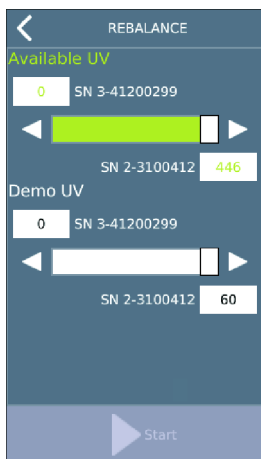 REBALANCE
Available UV
0 SN 3-41200299
SN 2-3100412 446
Demo UV
0 SN 3-41200299
SN 2-3100412 60
Start